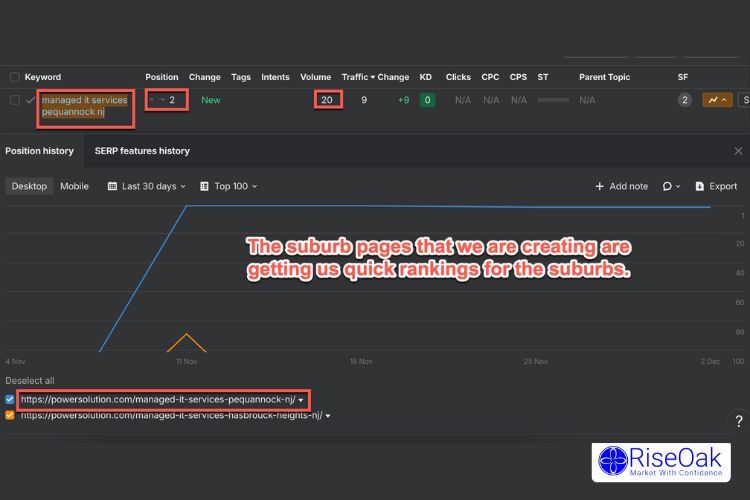 Keyword Position Change Tags Intents Volume Traffic Change KD Clicks CPC CPS ST Parent Topic SF
managed it services
pequannock nj
2 New 20 9 +9 0 N/A N/A N/A N/A 2 S
Position history SERP features history
Desktop Mobile Last 30 days Top 100 Add note Export
1
20
The suburb pages that we are creating are
getting us quick rankings for the suburbs.
40
60
80
4 Nov 11 Nov 18 Nov 25 Nov 2 Dec 100
Deselect all
https://powersolution.com/managed-it-services-pequannock-nj/
https://powersolution.com/managed-it-services-hasbrouck-heights-nj/
?
RiseOak
Market With Confidence